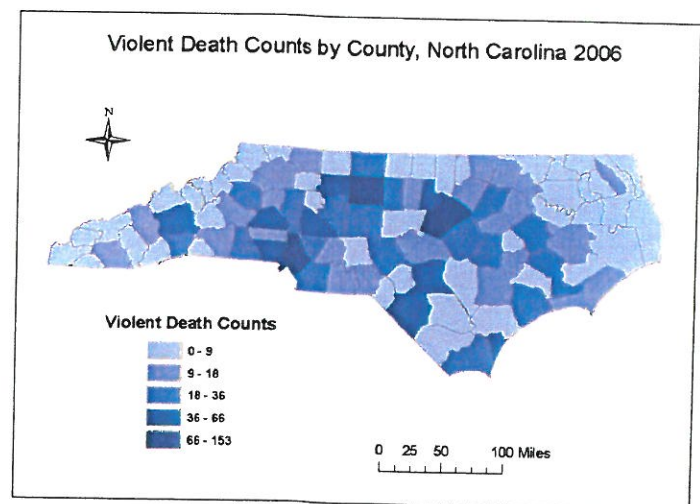 Violent Death Counts by County, North Carolina 2006
N
Violent Death Counts
0 - 9
9 - 18
18 - 36
36 - 66
66 - 153
0 25 50 100 Miles